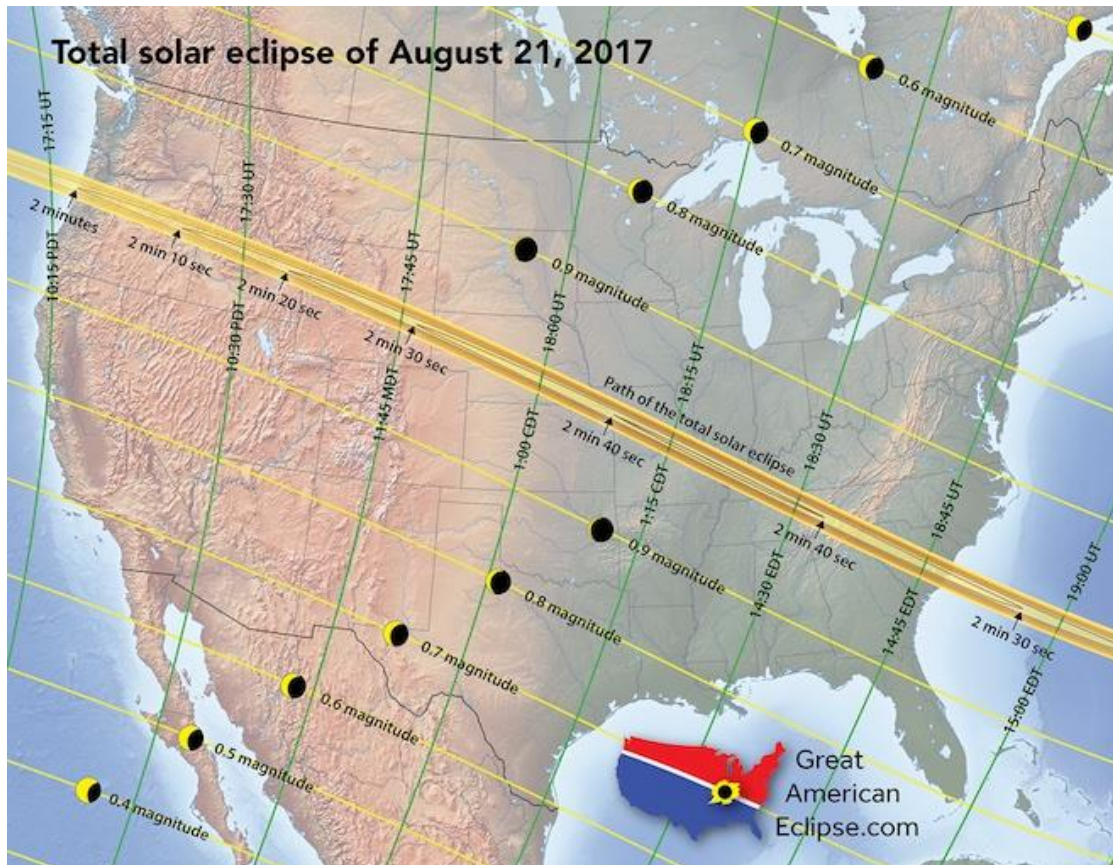 Total solar eclipse of August 21, 2017
17:15 UT
17:30 UT
17:45 UT
18:00 UT
18:15 UT
18:30 UT
18:45 UT
19:00 UT
10:15 PDT
10:30 PDT
11:45 MDT
1:00 CDT
1:15 CDT
14:30 EDT
14:45 EDT
15:00 EDT
0.6 magnitude
0.7 magnitude
0.8 magnitude
0.9 magnitude
2 minutes
2 min 10 sec
2 min 20 sec
2 min 30 sec
Path of the total solar eclipse
2 min 40 sec
2 min 40 sec
2 min 30 sec
0.9 magnitude
0.8 magnitude
0.7 magnitude
0.6 magnitude
0.5 magnitude
0.4 magnitude
Great
American
Eclipse.com